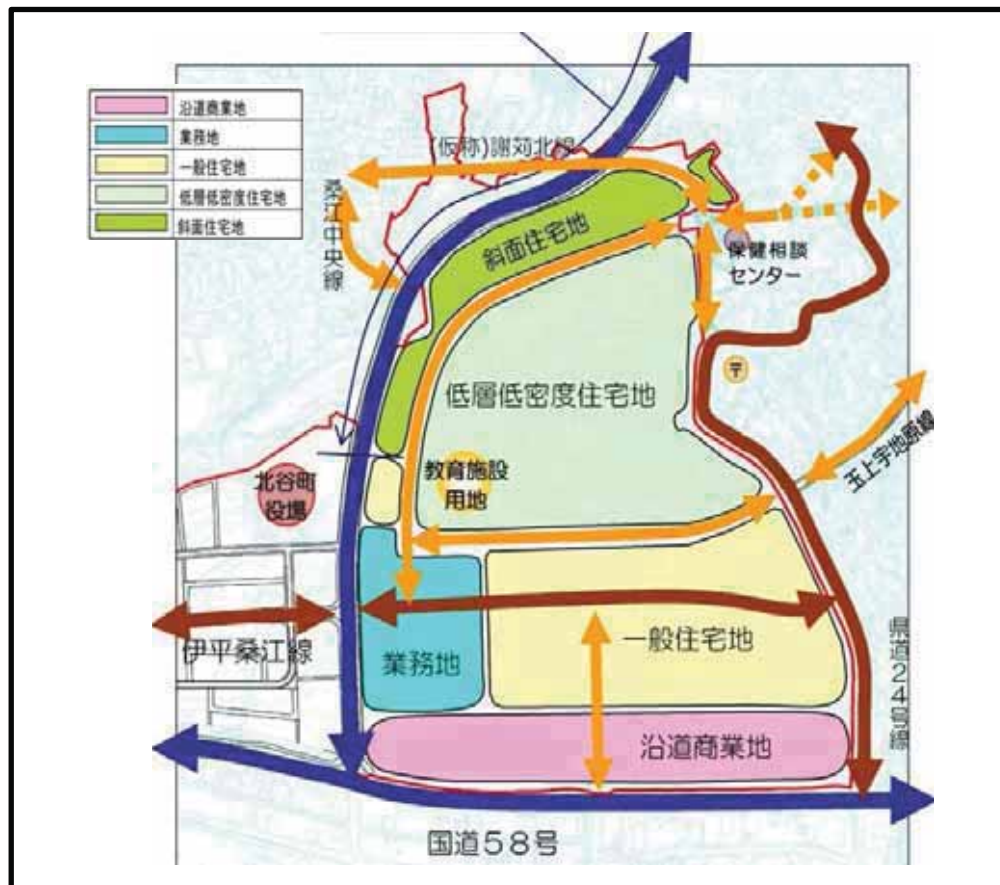 沿道商業地
業務地
一般住宅地
低層低密度住宅地
斜面住宅地
(仮称)謝苅北線
桑江中央線
斜面住宅地
保健相談
センター
〒
低層低密度住宅地
玉上宇地原線
北谷町
役場
教育施設
用地
伊平桑江線
一般住宅地
業務地
県道24号線
沿道商業地
国道58号